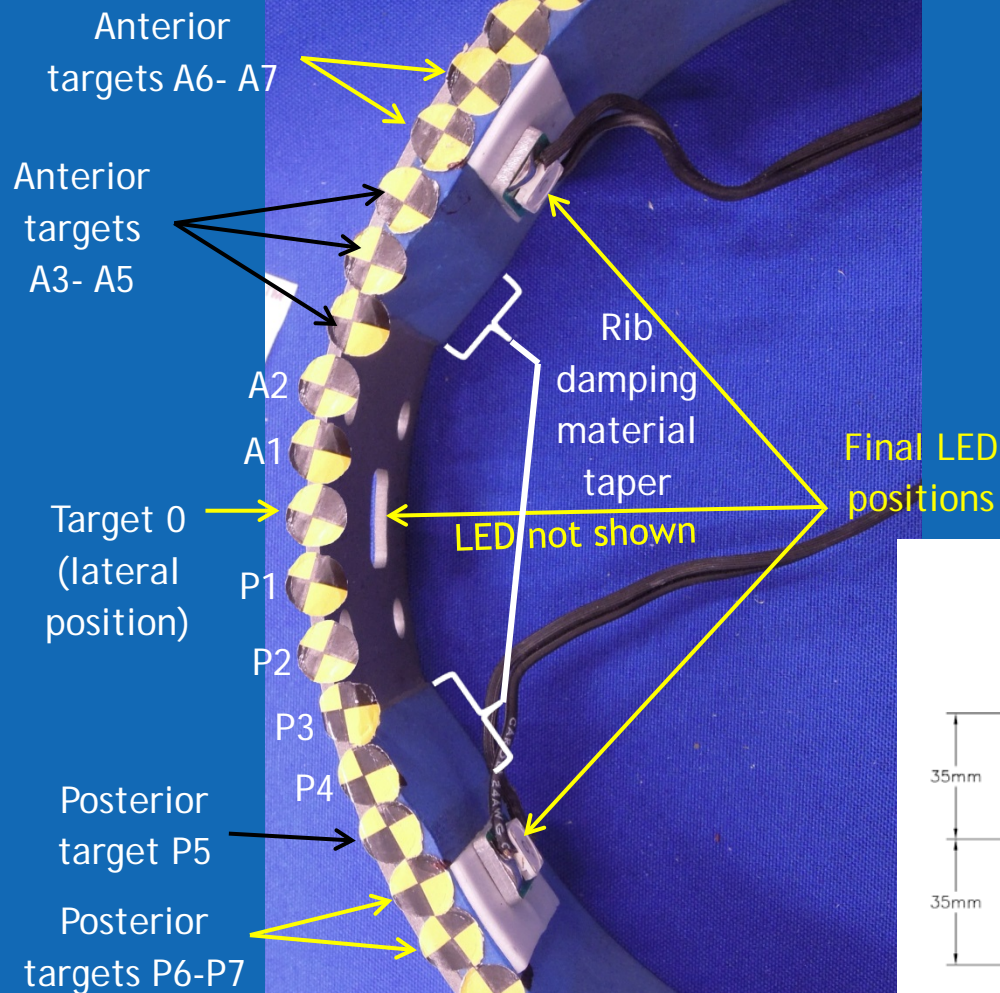 Anterior
targets A6- A7
Anterior
targets
A3- A5
A2
A1
Target 0
(lateral
position)
P1
P2
P3
P4
Posterior
target P5
Posterior
targets P6-P7
Rib
damping
material
taper
Final LED
positions
LED not shown
24AWG
35mm
35mm